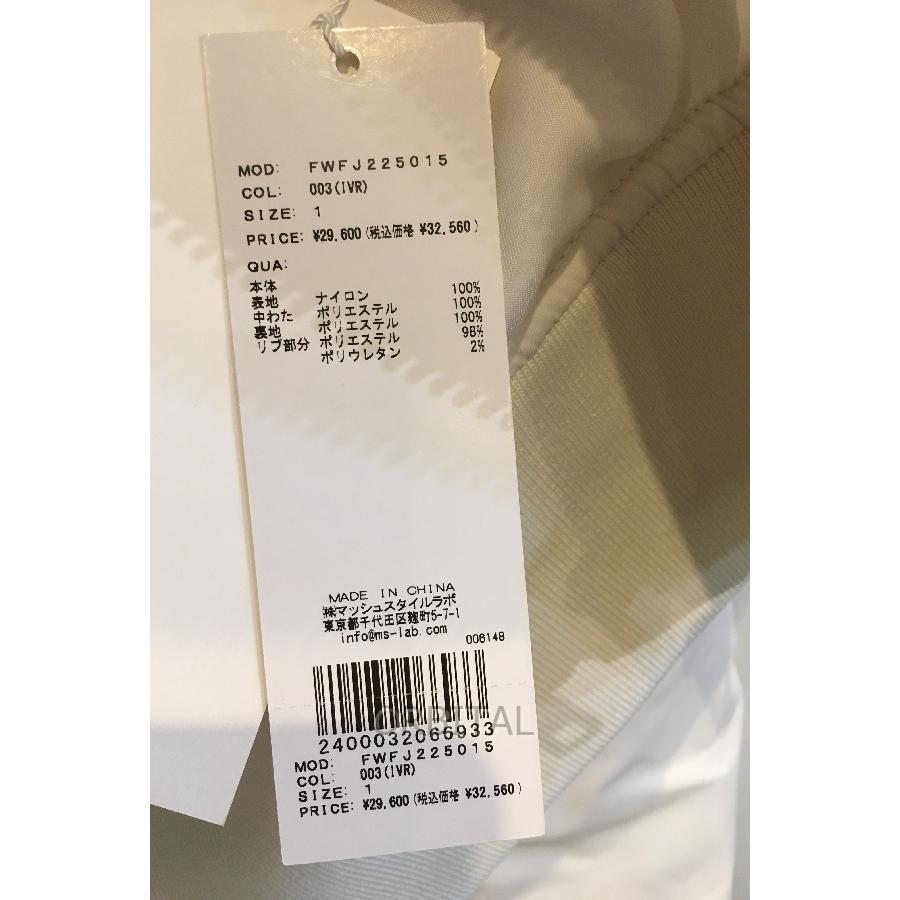 MOD: FWFJ225015
COL: 003(IVR)
SIZE: 1
PRICE: ¥29,600(税込価格 ¥32,560)
QUA:
本体
表地 ナイロン 100%
中わた ポリエステル 100%
裏地 ポリエステル 100%
リブ部分 ポリエステル 98%
ポリウレタン 2%
MADE IN CHINA
㈱マッシュスタイルラボ
東京都千代田区麹町5-7-1
info@ms-lab.com
006148
ORBITAL
2400032066933
MOD: FWFJ225015
COL: 003(IVR)
SIZE: 1
PRICE: ¥29,600(税込価格 ¥32,560)